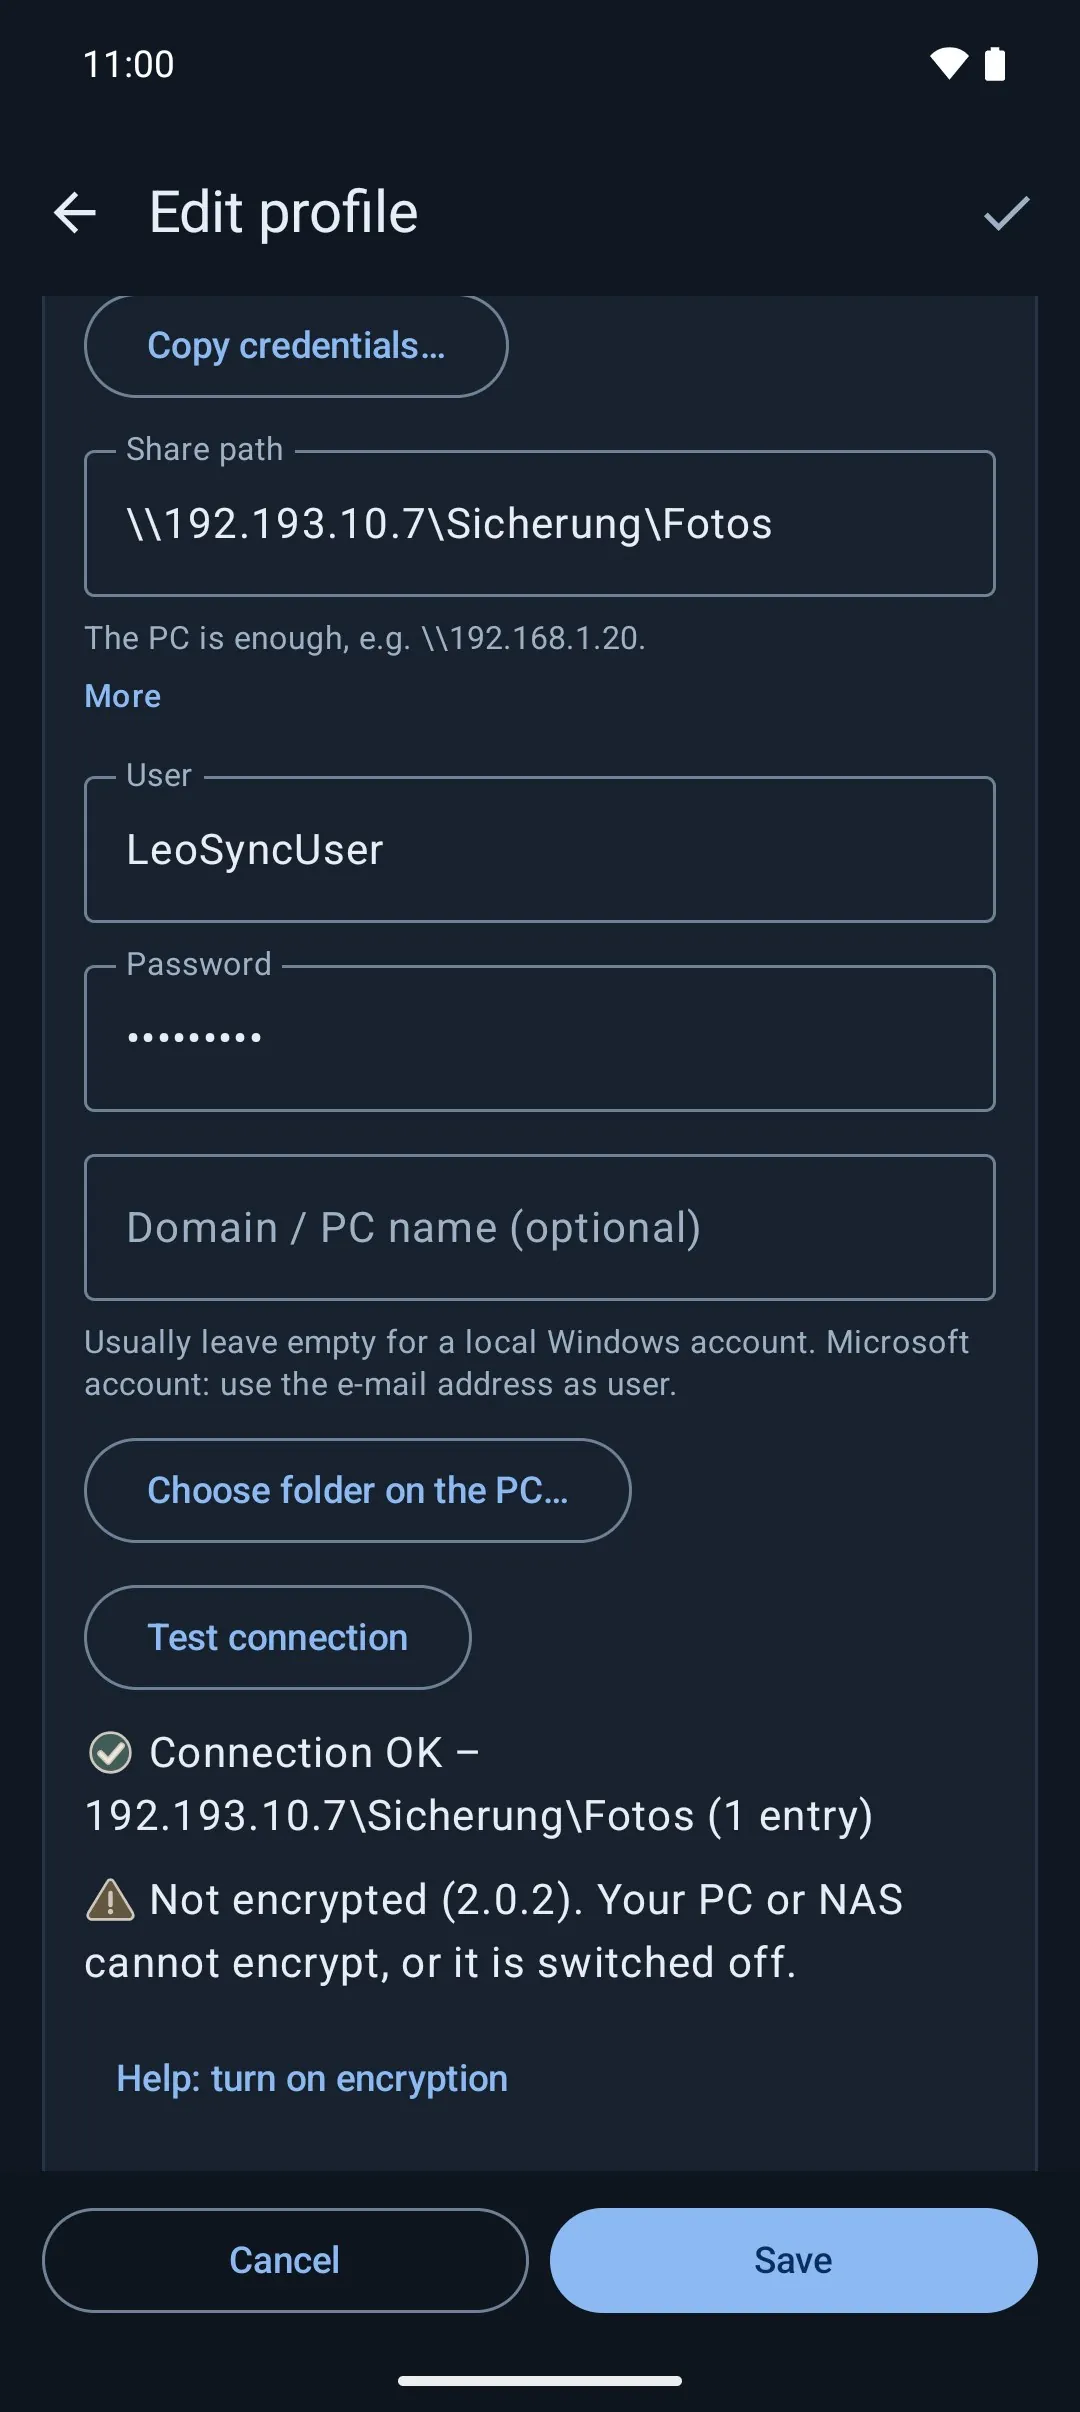 11:00
Edit profile
Copy credentials…
Share path
\\192.193.10.7\Sicherung\Fotos
The PC is enough, e.g. \\192.168.1.20.
More
User
LeoSyncUser
Password
•••••••••
Domain / PC name (optional)
Usually leave empty for a local Windows account. Microsoft
account: use the e-mail address as user.
Choose folder on the PC…
Test connection
Connection OK –
192.193.10.7\Sicherung\Fotos (1 entry)
Not encrypted (2.0.2). Your PC or NAS
cannot encrypt, or it is switched off.
Help: turn on encryption
Cancel
Save